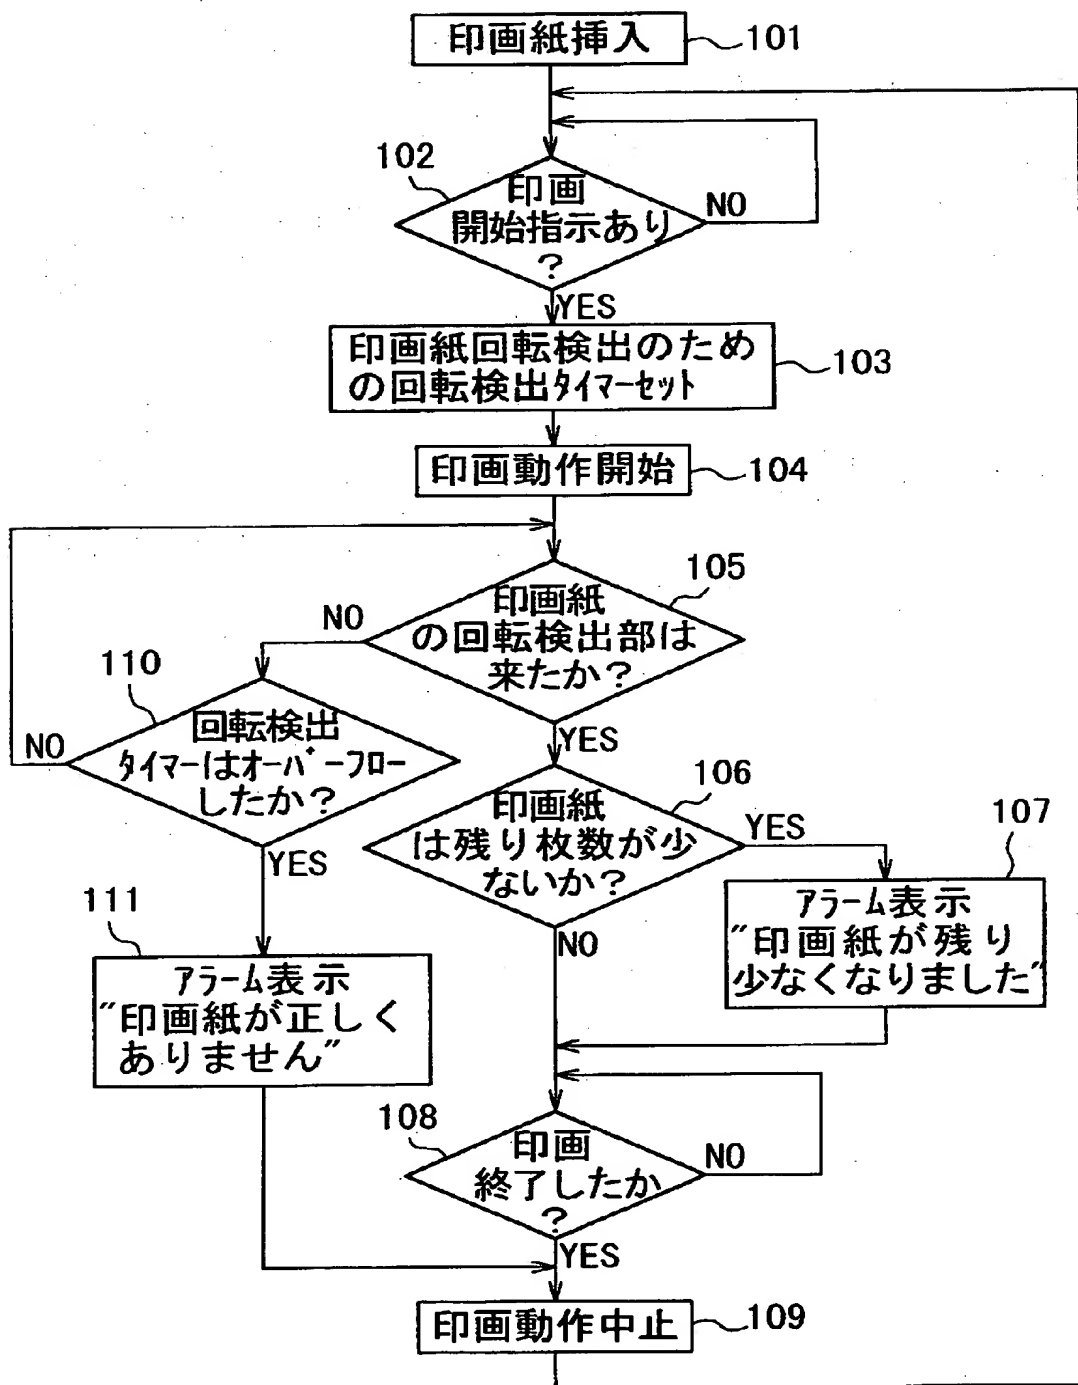 印画紙挿入
101
102
印画
開始指示あり
?
NO
YES
印画紙回転検出のため
の回転検出タイマーセット
103
印画動作開始
104
105
印画紙
の回転検出部は
来たか?
NO
YES
110
回転検出
タイマーはオーバーフロー
したか?
NO
YES
106
印画紙
は残り枚数が少
ないか?
YES
NO
107
アラーム表示
"印画紙が残り
少なくなりました"
111
アラーム表示
"印画紙が正しく
ありません"
108
印画
終了したか
?
NO
YES
印画動作中止
109